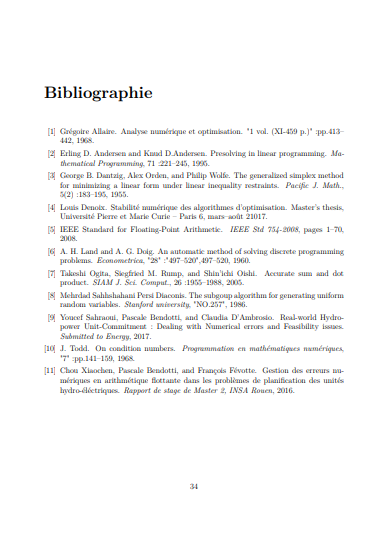 Bibliographie
[1] Grégoire Allaire. Analyse numérique et optimisation. "1 vol. (XI-459 p.)" :pp.413–
442, 1968.
[2] Erling D. Andersen and Knud D.Andersen. Presolving in linear programming. Ma-
thematical Programming, 71 :221–245, 1995.
[3] George B. Dantzig, Alex Orden, and Philip Wolfe. The generalized simplex method
for minimizing a linear form under linear inequality restraints. Pacific J. Math.,
5(2) :183–195, 1955.
[4] Louis Denoix. Stabilité numérique des algorithmes d'optimisation. Master's thesis,
Université Pierre et Marie Curie – Paris 6, mars-août 21017.
[5] IEEE Standard for Floating-Point Arithmetic. IEEE Std 754-2008, pages 1–70,
2008.
[6] A. H. Land and A. G. Doig. An automatic method of solving discrete programming
problems. Econometrica, "28" :"497–520",497–520, 1960.
[7] Takeshi Ogita, Siegfried M. Rump, and Shin'ichi Oishi. Accurate sum and dot
product. SIAM J. Sci. Comput., 26 :1955–1988, 2005.
[8] Mehrdad Sahhshahani Persi Diaconis. The subgoup algorithm for generating uniform
random variables. Stanford university, "NO.257", 1986.
[9] Youcef Sahraoui, Pascale Bendotti, and Claudia D'Ambrosio. Real-world Hydro-
power Unit-Commitment : Dealing with Numerical errors and Feasibility issues.
Submitted to Energy, 2017.
[10] J. Todd. On condition numbers. Programmation en mathématiques numériques,
"7" :pp.141–159, 1968.
[11] Chou Xiaochen, Pascale Bendotti, and François Févotte. Gestion des erreurs nu-
mériques en arithmétique flottante dans les problèmes de planification des unités
hydro-éléctriques. Rapport de stage de Master 2, INSA Rouen, 2016.
34